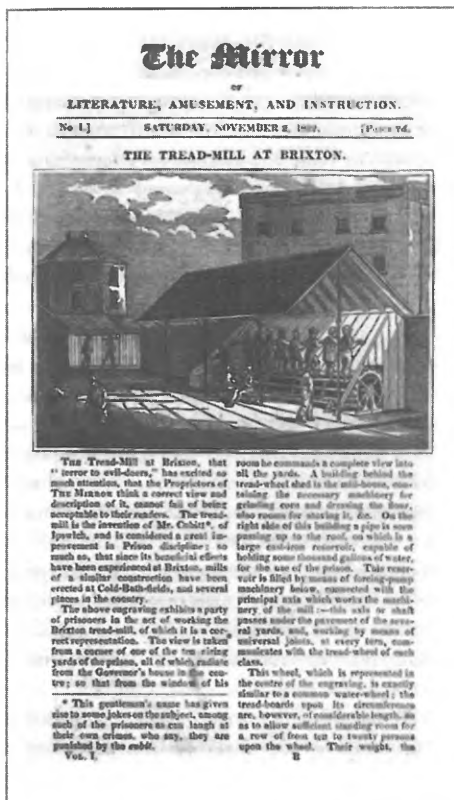 The Mirror
OF
LITERATURE, AMUSEMENT, AND INSTRUCTION.
No 1.] SATURDAY, NOVEMBER 2, 1822. [PRICE 2d.
THE TREAD-MILL AT BRIXTON.
THE Tread-Mill at Brixton, that
"terror to evil-doers," has excited so
much attention, that the Proprietors of
THE MIRROR think a correct view and
description of it, cannot fail of being
acceptable to their readers. The tread-
mill is the invention of Mr. Cubitt*, of
Ipswich, and is considered a great im-
provement in Prison discipline; so
much so, that since its beneficial effects
have been experienced at Brixton, mills
of a similar construction have been
erected at Cold-Bath-fields, and several
places in the country.
The above engraving exhibits a party
of prisoners in the act of working the
Brixton tread-mill, of which it is a cor-
rect representation. The view is taken
from a corner of one of the ten airing
yards of the prison, all of which radiate
from the Governor's house in the cen-
tre; so that from the window of his
* This gentleman's name has given
rise to some jokes on the subject, among
such of the prisoners as can laugh at
their own crimes, who say, they are
punished by the cubit.
VOL. I.
room he commands a complete view into
all the yards. A building behind the
tread-wheel shed is the mill-house, con-
taining the necessary machinery for
grinding corn and dressing the flour,
also rooms for storing it, &c. On the
right side of this building a pipe is seen
passing up to the roof, on which is a
large cast-iron reservoir, capable of
holding some thousand gallons of water,
for the use of the prison. This reser-
voir is filled by means of forcing-pump
machinery below, connected with the
principal axis which works the machi-
nery of the mill:—this axis or shaft
passes under the pavement of the seve-
ral yards, and, working by means of
universal joints, at every turn, com-
municates with the tread-wheel of each
class.
This wheel, which is represented in
the centre of the engraving, is exactly
similar to a common water-wheel; the
tread-boards upon its circumference
are, however, of considerable length, so
as to allow sufficient standing room for
a row of from ten to twenty persons
upon the wheel. Their weight, the
B